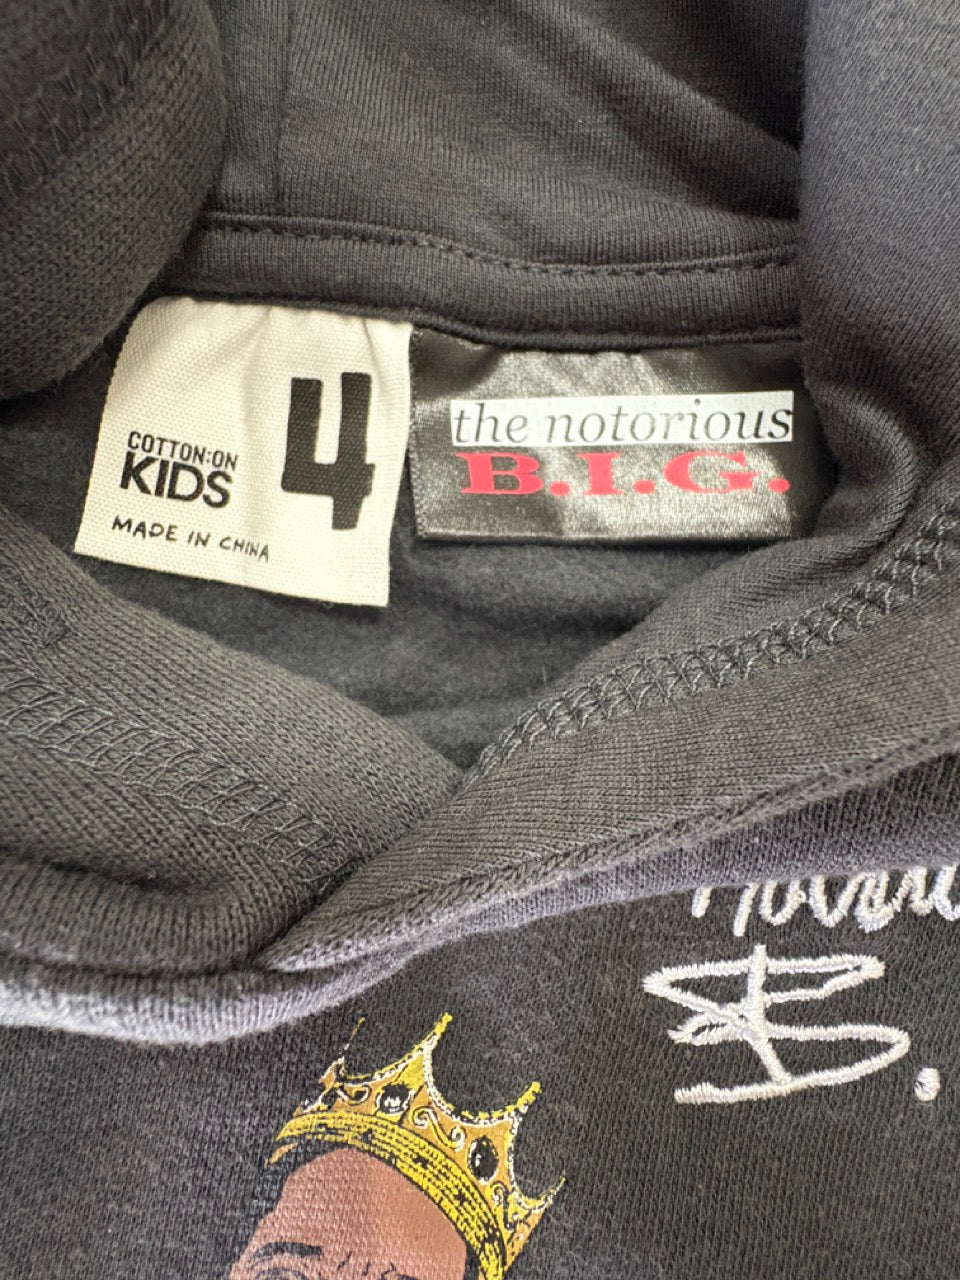 COTTON:ON
KIDS
4
MADE IN CHINA
the notorious
B.I.G.
B.